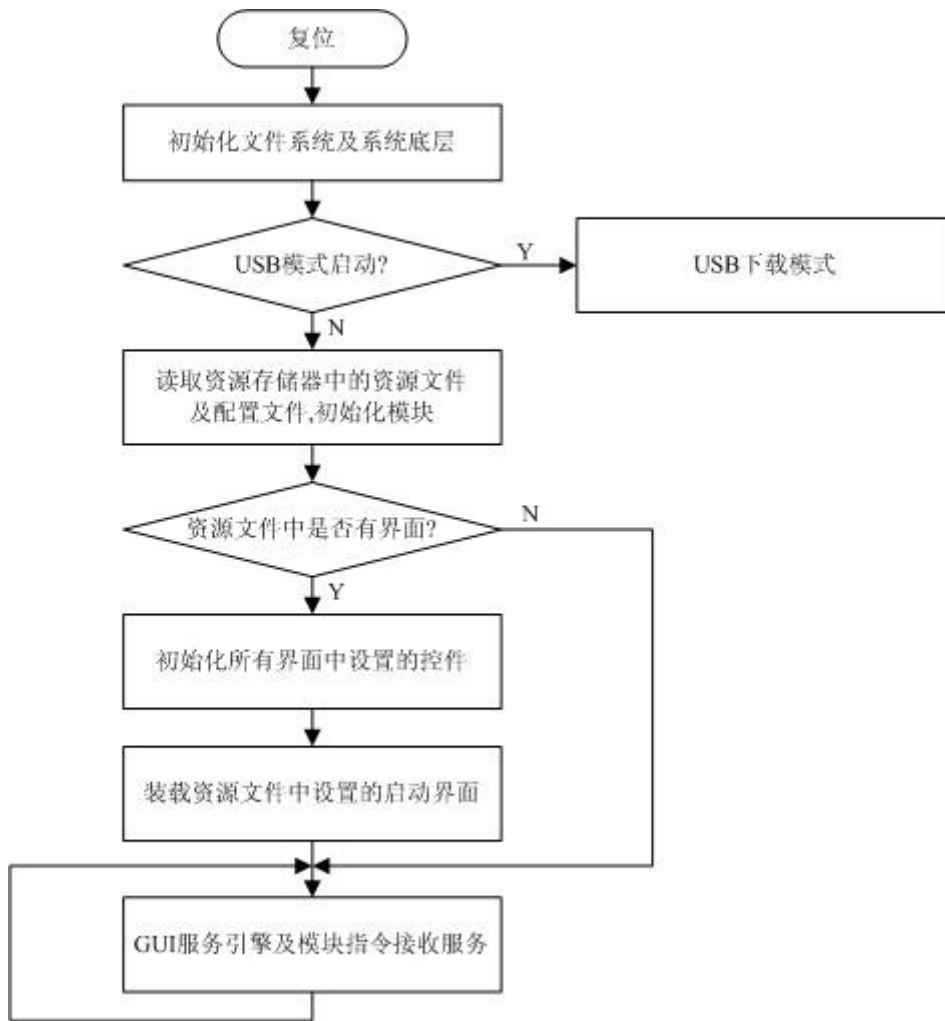 复位
初始化文件系统及系统底层
USB模式启动?
Y
USB下载模式
N
读取资源存储器中的资源文件
及配置文件,初始化模块
资源文件中是否有界面?
N
Y
初始化所有界面中设置的控件
装载资源文件中设置的启动界面
GUI服务引擎及模块指令接收服务